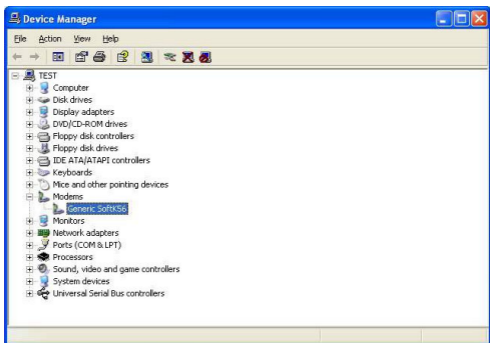 Device Manager
File Action View Help
TEST
Computer
Disk drives
Display adapters
DVD/CD-ROM drives
Floppy disk controllers
Floppy disk drives
IDE ATA/ATAPI controllers
Keyboards
Mice and other pointing devices
Modems
Generic SoftK56
Monitors
Network adapters
Ports (COM & LPT)
Processors
Sound, video and game controllers
System devices
Universal Serial Bus controllers